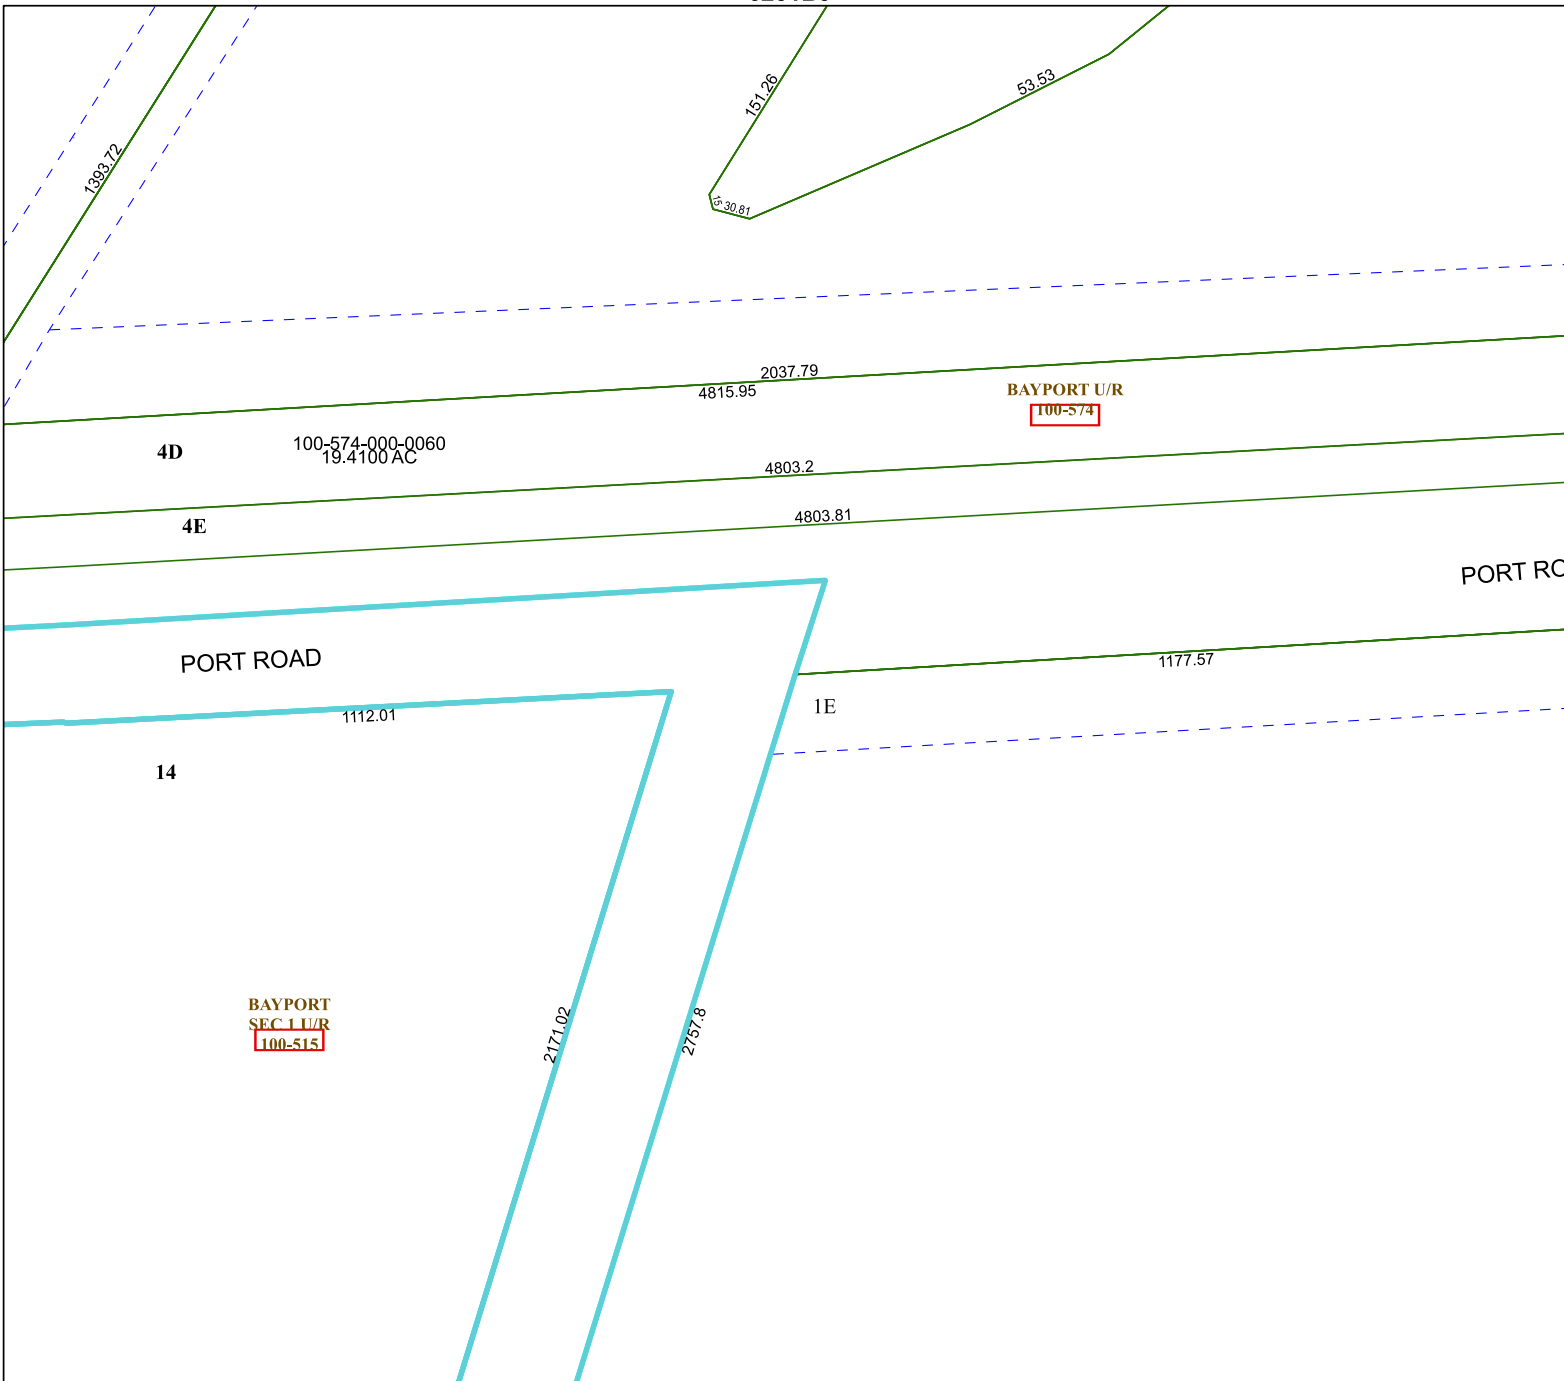 151.26
53.53
1393.72
15
30.81
2037.79
4815.95
BAYPORT U/R
100-574
4D
100-574-000-0060
19.4100 AC
4803.2
4E
4803.81
PORT RO
PORT ROAD
1177.57
1E
1112.01
14
BAYPORT
SEC 1 U/R
100-515
2171.02
2757.8